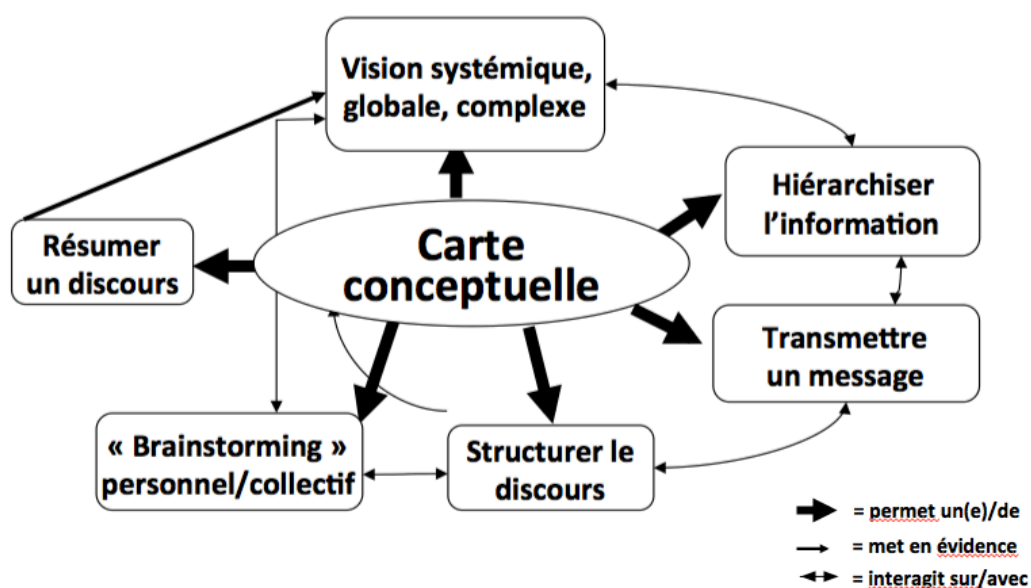 Vision systémique,
globale, complexe
Hiérarchiser
l’information
Résumer
un discours
Carte
conceptuelle
Transmettre
un message
« Brainstorming »
personnel/collectif
Structurer le
discours
= permet un(e)/de
= met en évidence
= interagit sur/avec